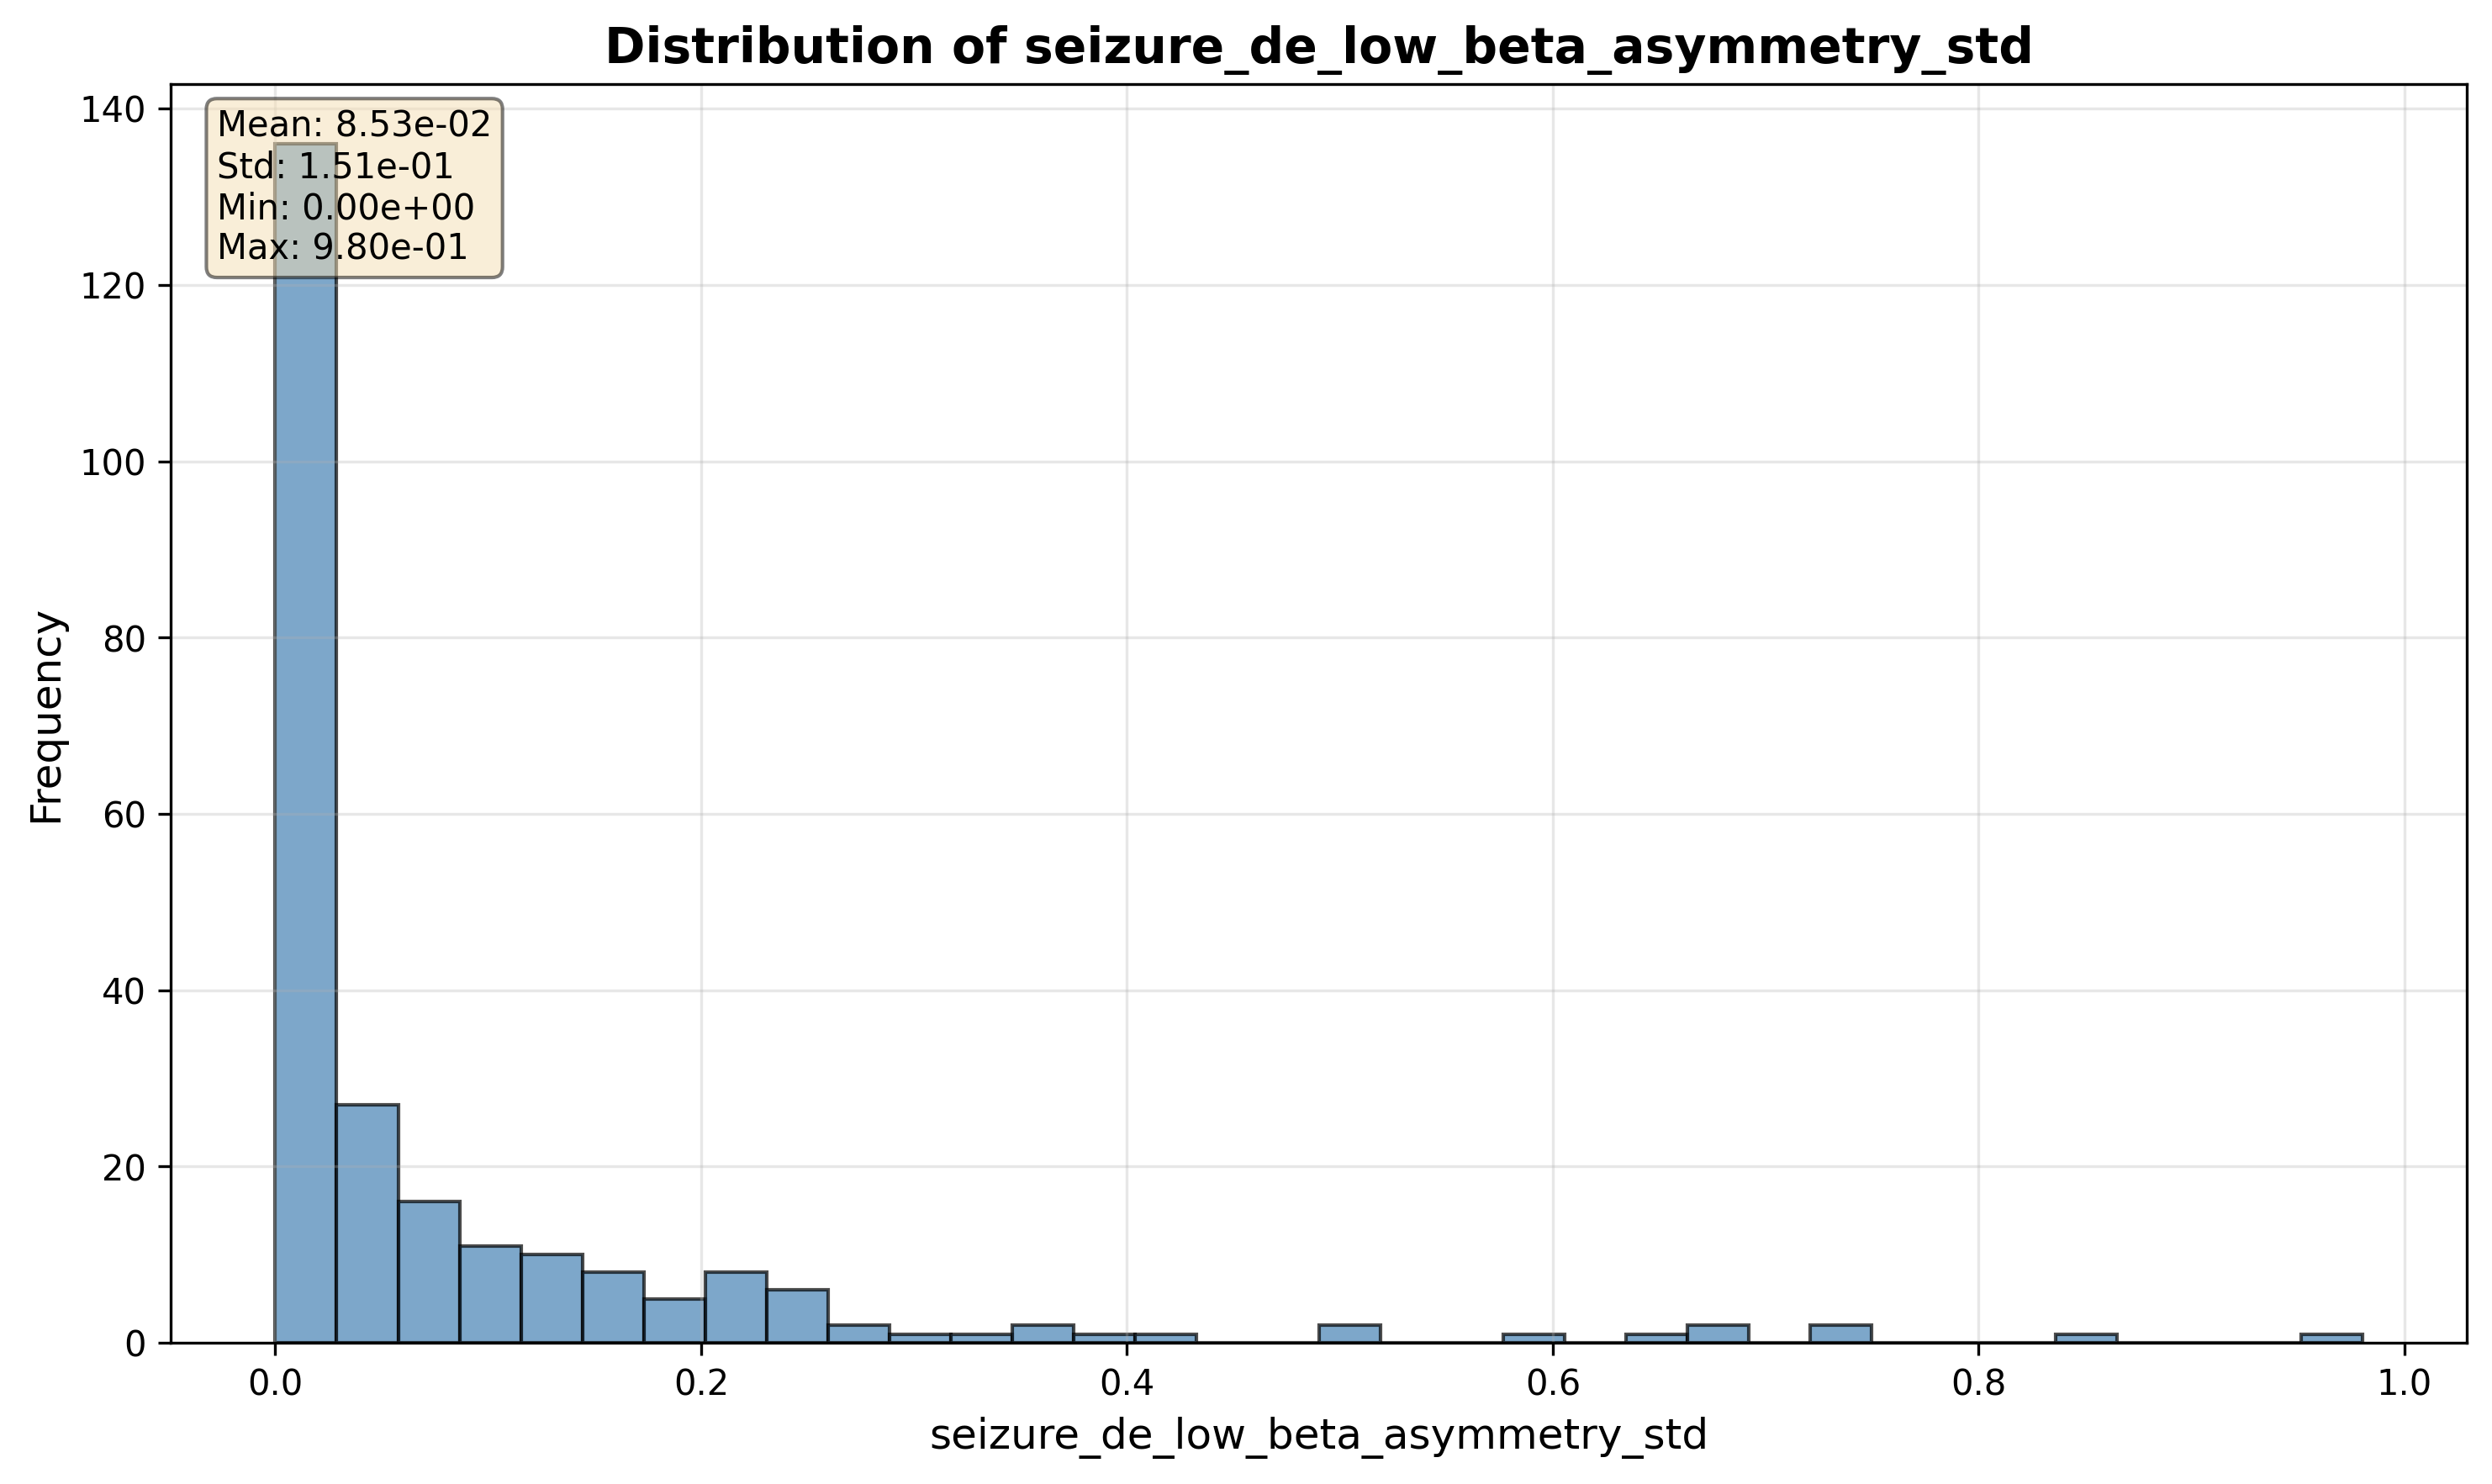 Distribution of seizure_de_low_beta_asymmetry_std
Mean: 8.53e-02
Std: 1.51e-01
Min: 0.00e+00
Max: 9.80e-01
Frequency
140
120
100
80
60
40
20
0
0.0 0.2 0.4 0.6 0.8 1.0
seizure_de_low_beta_asymmetry_std